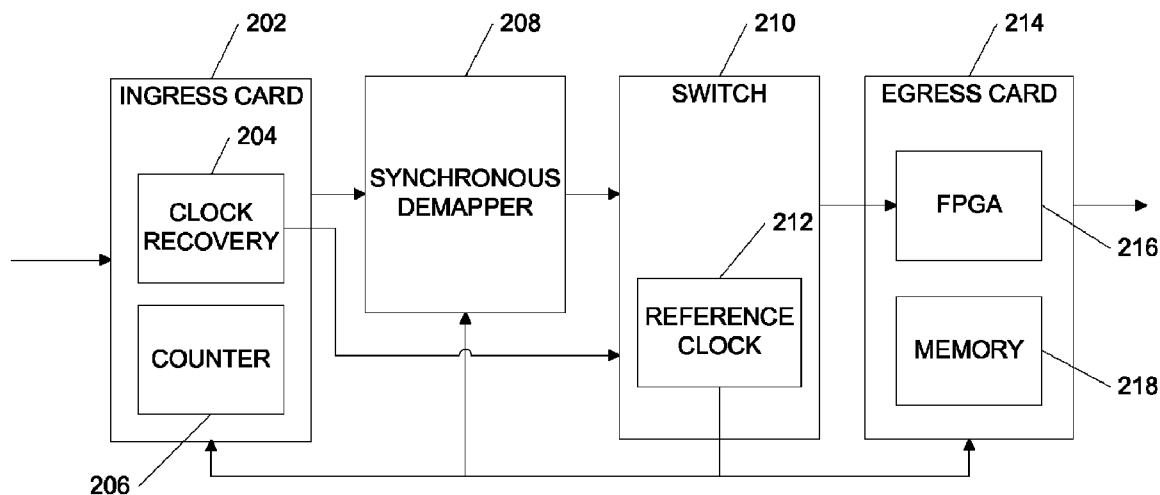 202
208
210
214
INGRESS CARD
SWITCH
EGRESS CARD
204
CLOCK
RECOVERY
SYNCHRONOUS
DEMAPPER
FPGA
212
216
COUNTER
REFERENCE
CLOCK
MEMORY
218
206